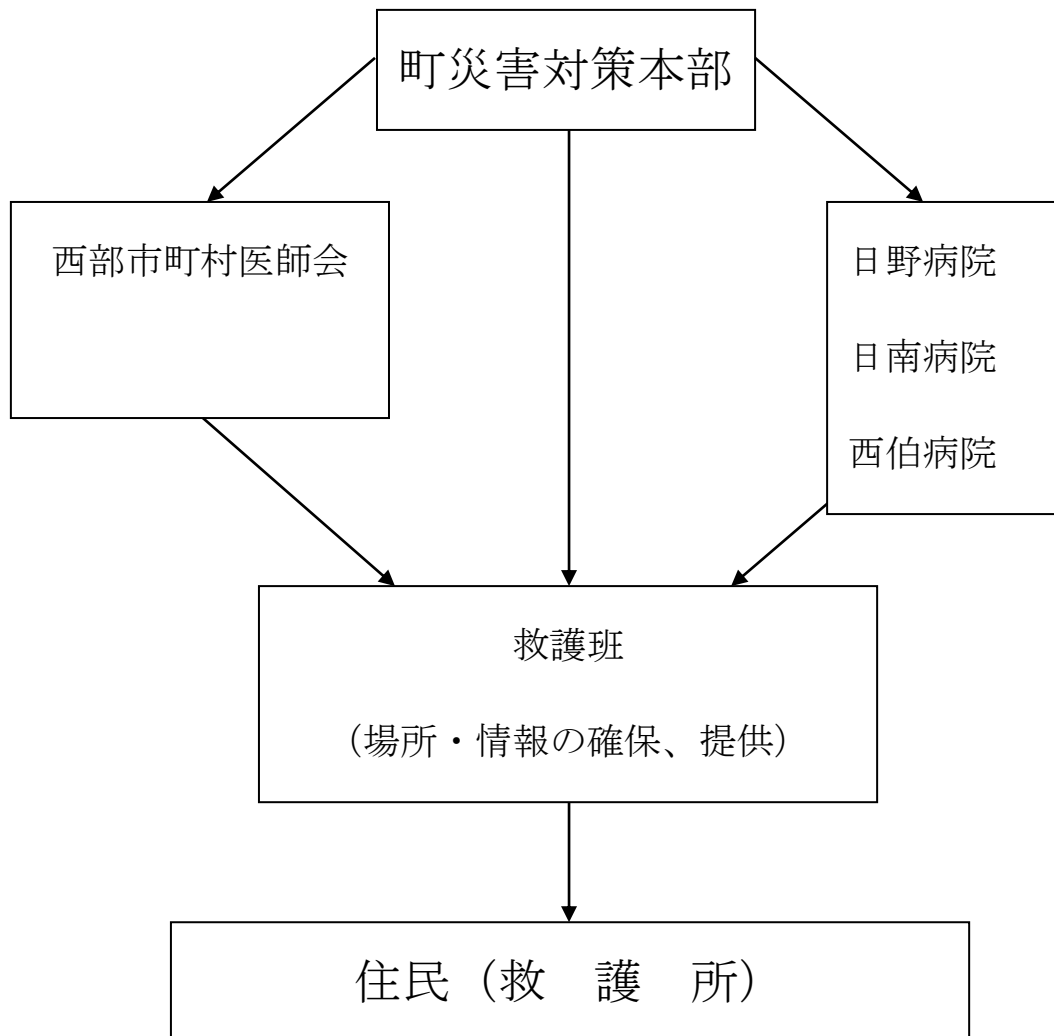 町災害対策本部
西部市町村医師会
日野病院
日南病院
西伯病院
救護班
（場所・情報の確保、提供）
住民（救　護　所）